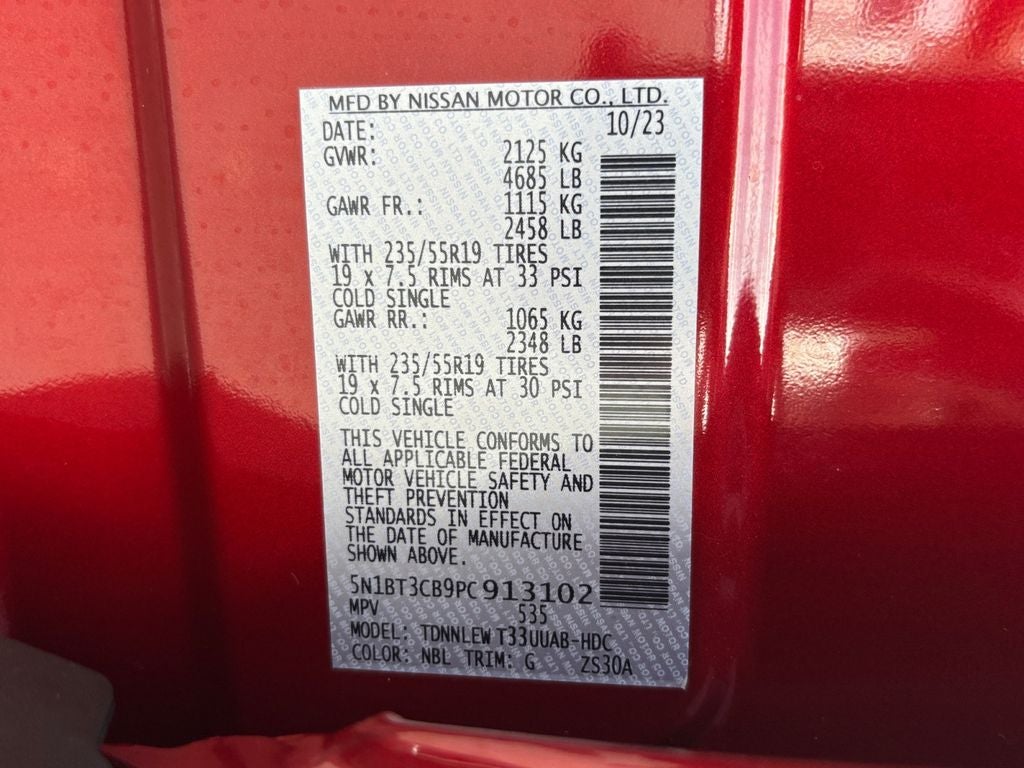 MFD BY NISSAN MOTOR CO., LTD.
DATE: 10/23
GVWR: 2125 KG
4685 LB
GAWR FR.: 1115 KG
2458 LB
WITH 235/55R19 TIRES
19 x 7.5 RIMS AT 33 PSI
COLD SINGLE
GAWR RR.: 1065 KG
2348 LB
WITH 235/55R19 TIRES
19 x 7.5 RIMS AT 30 PSI
COLD SINGLE
THIS VEHICLE CONFORMS TO
ALL APPLICABLE FEDERAL
MOTOR VEHICLE SAFETY AND
THEFT PREVENTION
STANDARDS IN EFFECT ON
THE DATE OF MANUFACTURE
SHOWN ABOVE.
5N1BT3CB9PC913102
MPV 535
MODEL: TDNNLEW T33UUAB-HDC
COLOR: NBL TRIM: G ZS30A